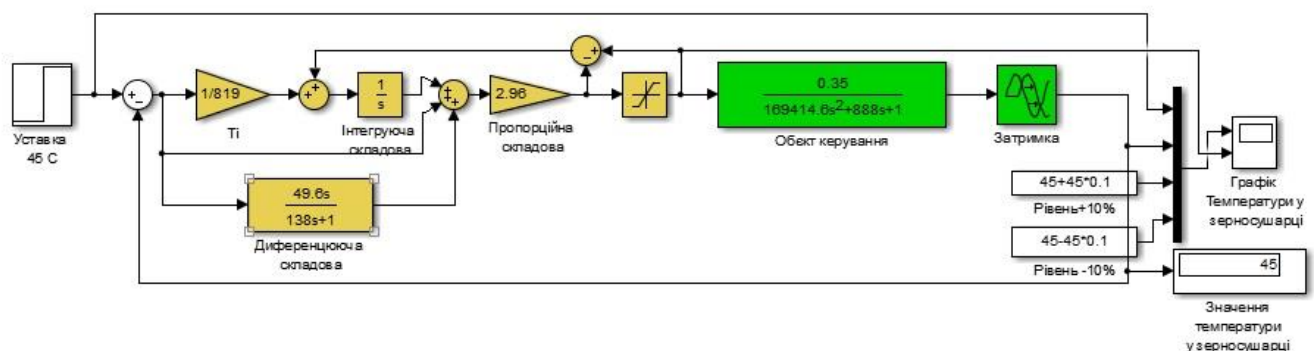 Уставка
45 С
+
−
1/819
Ті
+
+
1
s
Інтегруюча
складова
+
+
+
2.96
Пропорційна
складова
−
+
0.35
169414.6s²+888s+1
Обєкт керування
Затримка
49.6s
138s+1
Диференцююча
складова
45+45*0.1
Рівень+10%
45-45*0.1
Рівень -10%
Графік
Температури у
зерносушарці
45
Значення
температури
у зерносушарці